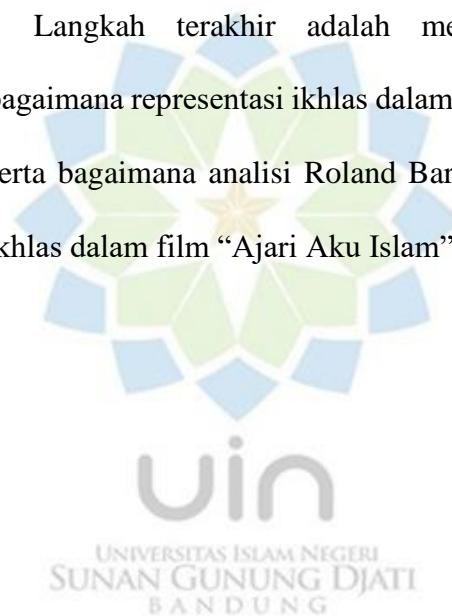 Langkah terakhir adalah me
bagaimana representasi ikhlas dalam
erta bagaimana analisi Roland Bar
khlas dalam film “Ajari Aku Islam”
uin
UNIVERSITAS ISLAM NEGERI
SUNAN GUNUNG DJATI
BANDUNG